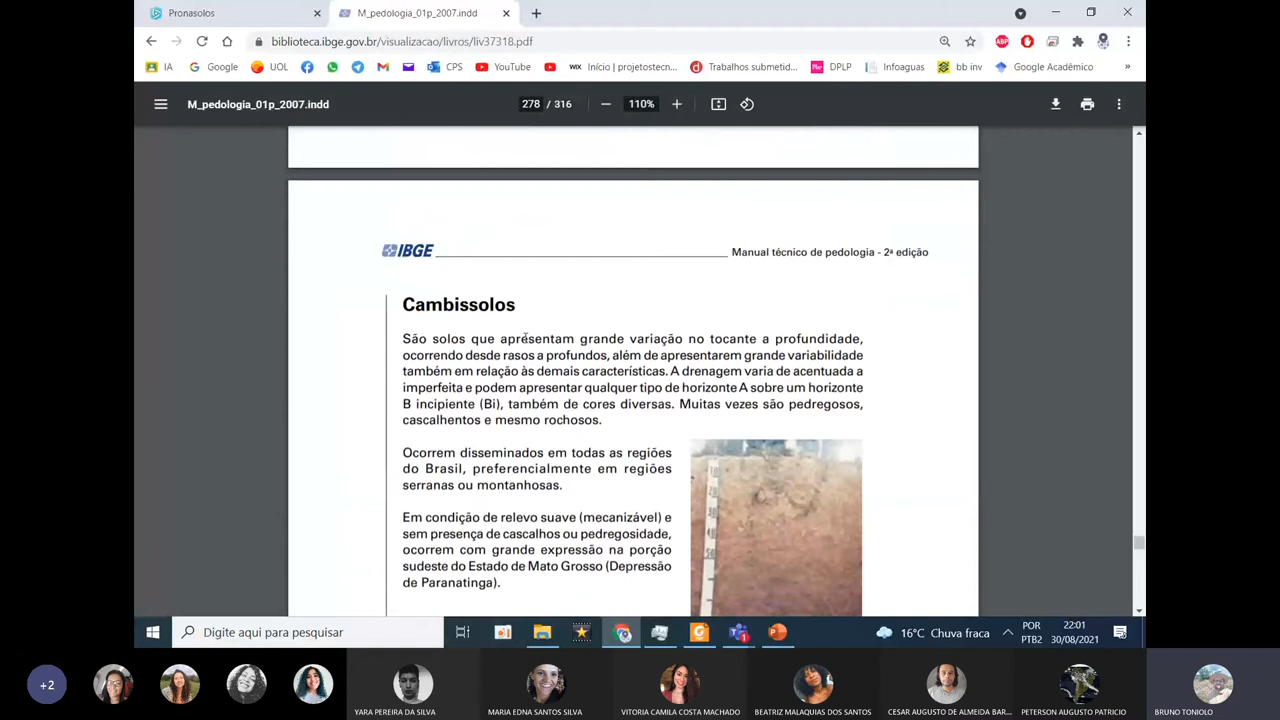 Pronasolos
M_pedologia_01p_2007.indd
biblioteca.ibge.gov.br/visualizacao/livros/liv37318.pdf
IA
Google
UOL
CPS
YouTube
WIX
Início | projetostecn...
Trabalhos submetid...
DPLP
Infoaguas
bb inv
Google Acadêmico
»
M_pedologia_01p_2007.indd
278 / 316
110%
IBGE
Manual técnico de pedologia - 2ª edição
Cambissolos
São solos que apresentam grande variação no tocante a profundidade,
ocorrendo desde rasos a profundos, além de apresentarem grande variabilidade
também em relação às demais características. A drenagem varia de acentuada a
imperfeita e podem apresentar qualquer tipo de horizonte A sobre um horizonte
B incipiente (Bi), também de cores diversas. Muitas vezes são pedregosos,
cascalhentos e mesmo rochosos.
Ocorrem disseminados em todas as regiões
do Brasil, preferencialmente em regiões
serranas ou montanhosas.
Em condição de relevo suave (mecanizável) e
sem presença de cascalhos ou pedregosidade,
ocorrem com grande expressão na porção
sudeste do Estado de Mato Grosso (Depressão
de Paranatinga).
Digite aqui para pesquisar
16°C Chuva fraca
POR
PTB2
22:01
30/08/2021
+2
YARA PEREIRA DA SILVA
MARIA EDNA SANTOS SILVA
VITORIA CAMILA COSTA MACHADO
BEATRIZ MALAQUIAS DOS SANTOS
CESAR AUGUSTO DE ALMEIDA BAR...
PETERSON AUGUSTO PATRICIO
BRUNO TONIOLO